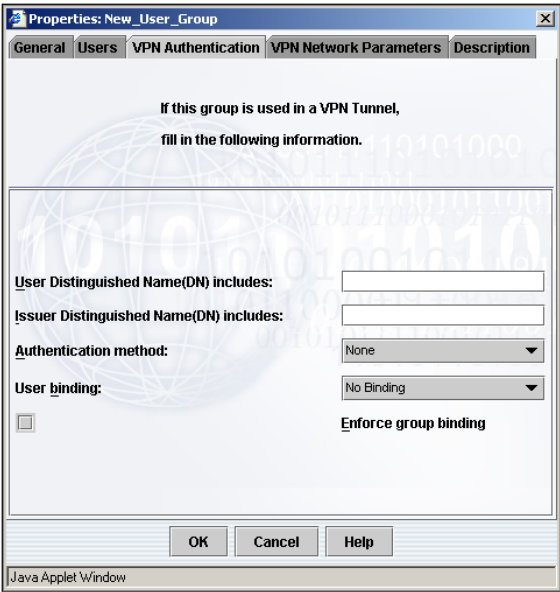 Properties: New_User_Group
General Users VPN Authentication VPN Network Parameters Description
If this group is used in a VPN Tunnel,
fill in the following information.
User Distinguished Name(DN) includes:
Issuer Distinguished Name(DN) includes:
Authentication method: None
User binding: No Binding
Enforce group binding
OK Cancel Help
Java Applet Window